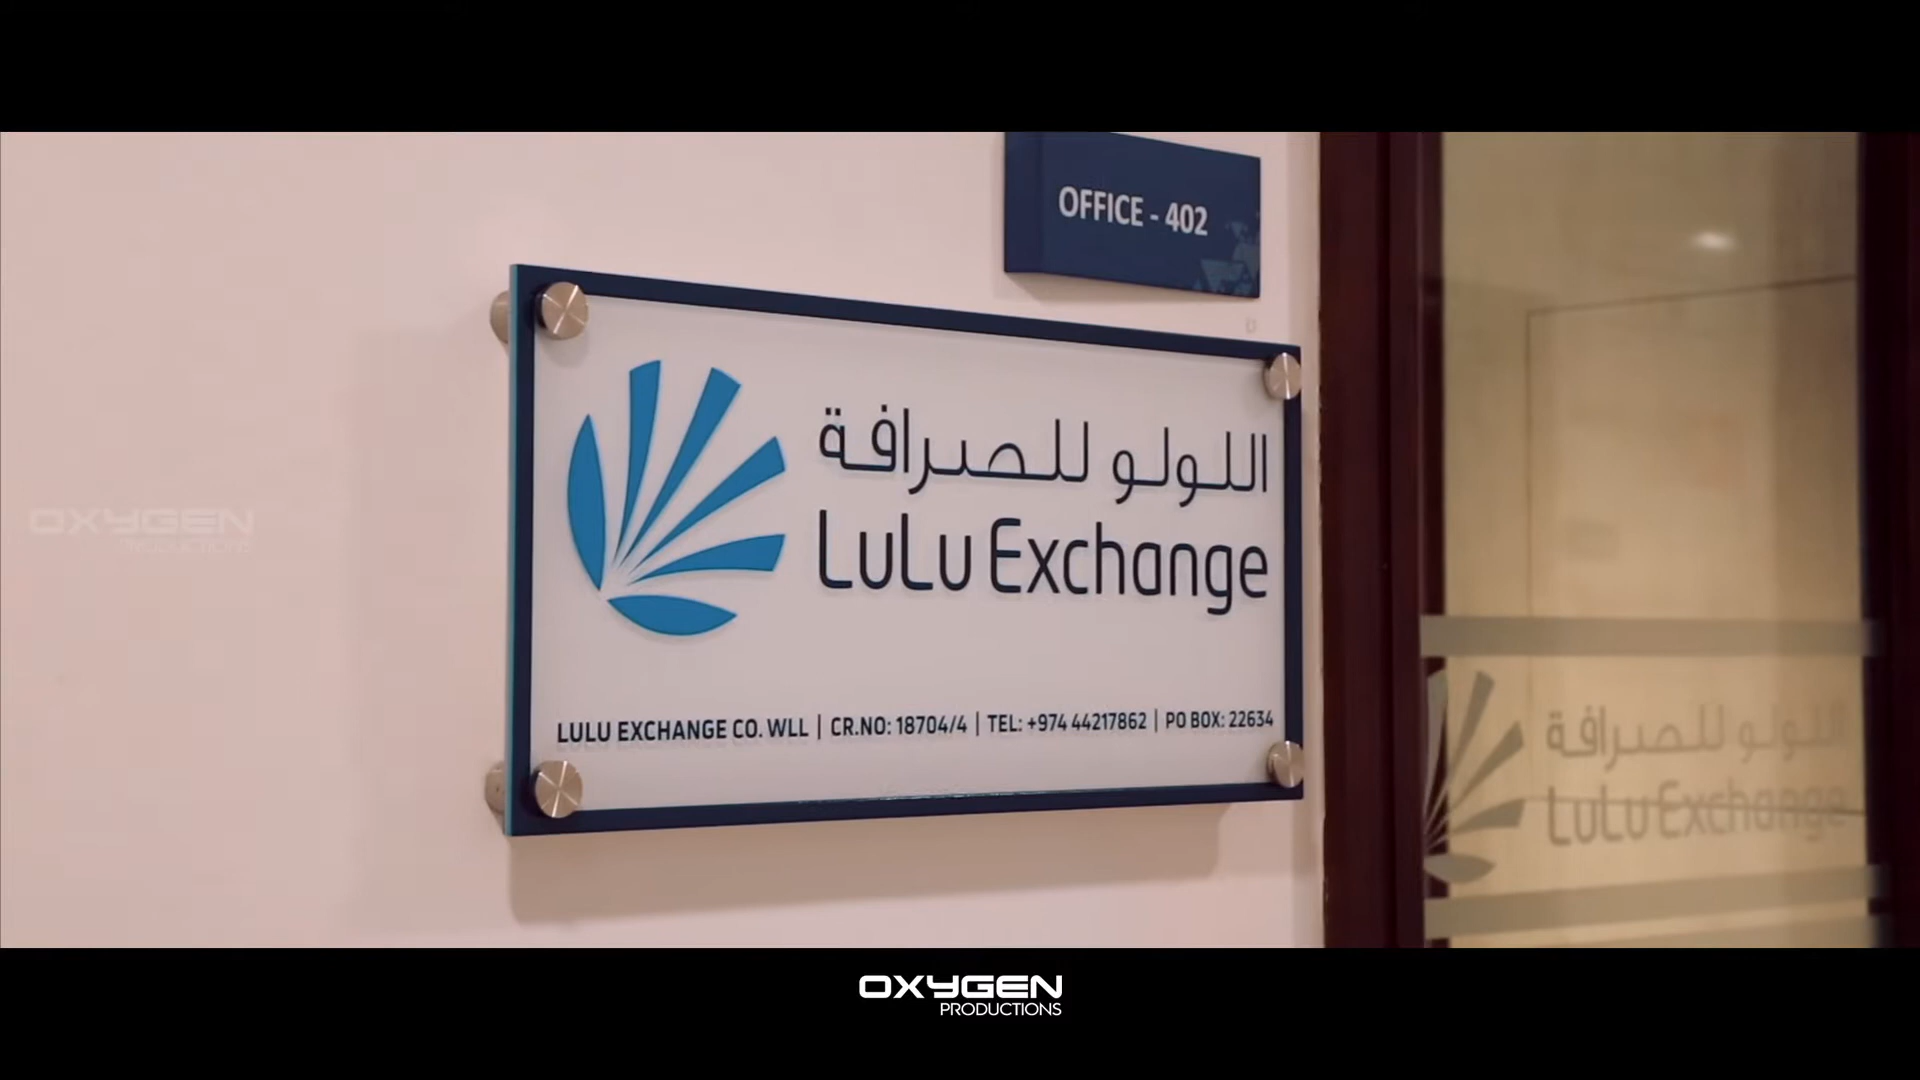 OFFICE - 402
اللولو للصرافة
LuLu Exchange
LULU EXCHANGE CO. WLL | CR.NO: 18704/4 | TEL: +974 44217862 | PO BOX: 22634
OXYGEN
PRODUCTIONS
اللولو للصرافة
LuLu Exchange
OXYGEN
PRODUCTIONS